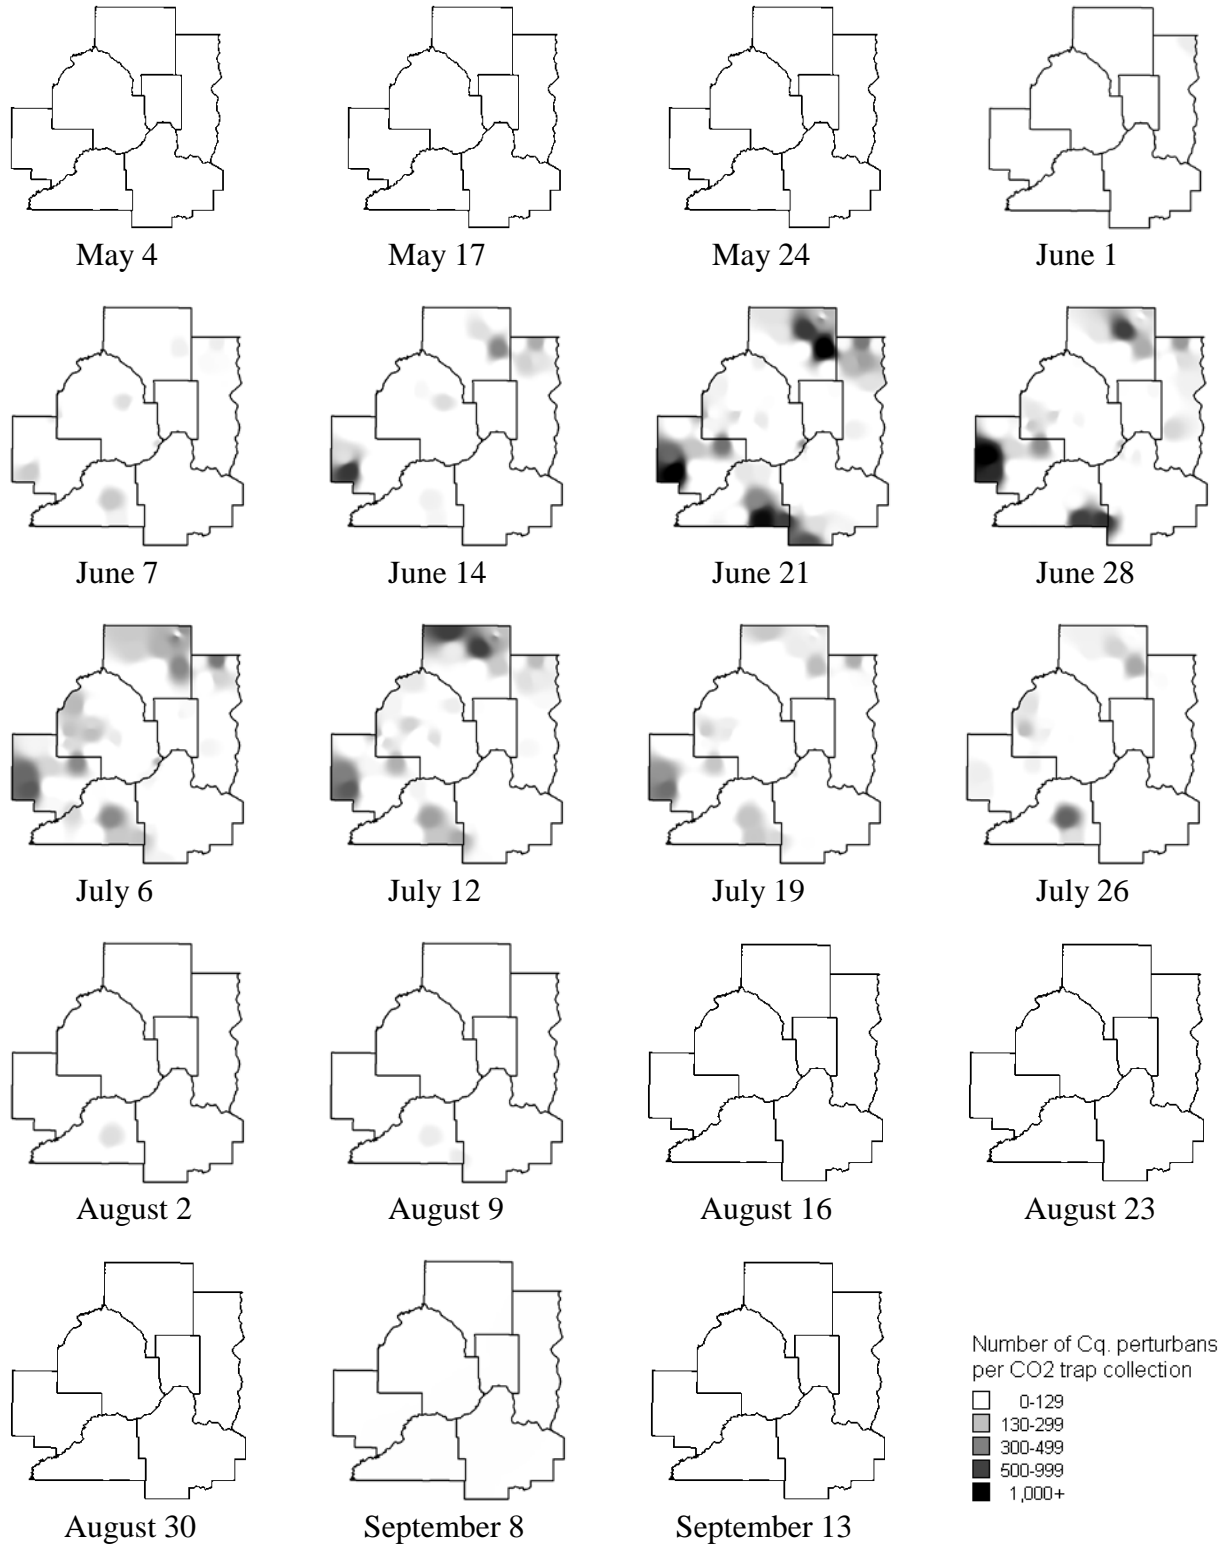 May 4
May 17
May 24
June 1
June 7
June 14
June 21
June 28
July 6
July 12
July 19
July 26
August 2
August 9
August 16
August 23
August 30
September 8
September 13
Number of Cq. perturbans
per CO2 trap collection
0-129
130-299
300-499
500-999
1,000+